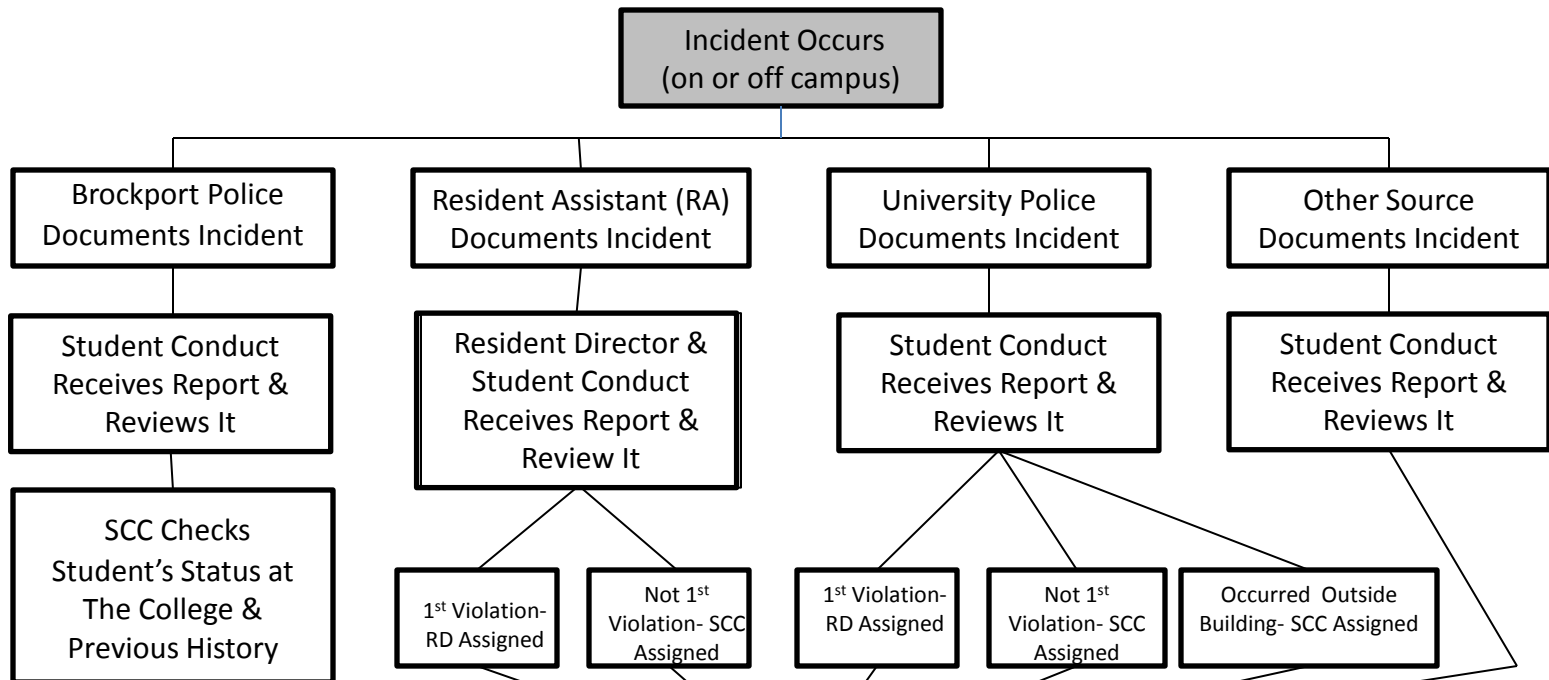 Incident Occurs
(on or off campus)
Brockport Police
Documents Incident
Resident Assistant (RA)
Documents Incident
University Police
Documents Incident
Other Source
Documents Incident
Student Conduct
Receives Report &
Reviews It
Resident Director &
Student Conduct
Receives Report &
Review It
Student Conduct
Receives Report &
Reviews It
Student Conduct
Receives Report &
Reviews It
SCC Checks
Student’s Status at
The College &
Previous History
1st Violation-
RD Assigned
Not 1st
Violation- SCC
Assigned
1st Violation-
RD Assigned
Not 1st
Violation- SCC
Assigned
Occurred Outside
Building- SCC Assigned